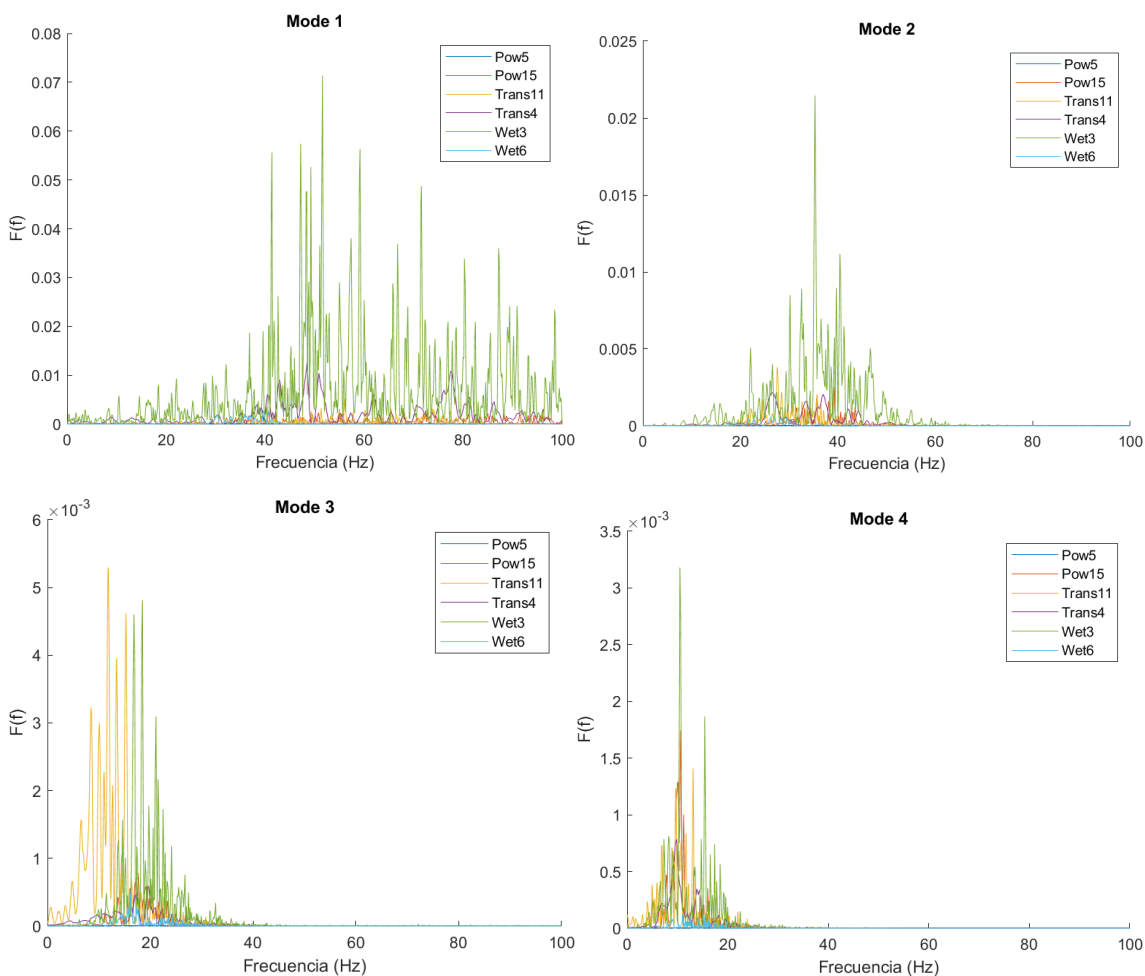 Mode 1
0.08
0.07
0.06
0.05
0.04
0.03
0.02
0.01
0
F(f)
0 20 40 60 80 100
Frecuencia (Hz)
Pow5
Pow15
Trans11
Trans4
Wet3
Wet6
Mode 2
0.025
0.02
0.015
0.01
0.005
0
F(f)
0 20 40 60 80 100
Frecuencia (Hz)
Pow5
Pow15
Trans11
Trans4
Wet3
Wet6
Mode 3
×10⁻³
6
5
4
3
2
1
0
F(f)
0 20 40 60 80 100
Frecuencia (Hz)
Pow5
Pow15
Trans11
Trans4
Wet3
Wet6
Mode 4
×10⁻³
3.5
3
2.5
2
1.5
1
0.5
0
F(f)
0 20 40 60 80 100
Frecuencia (Hz)
Pow5
Pow15
Trans11
Trans4
Wet3
Wet6